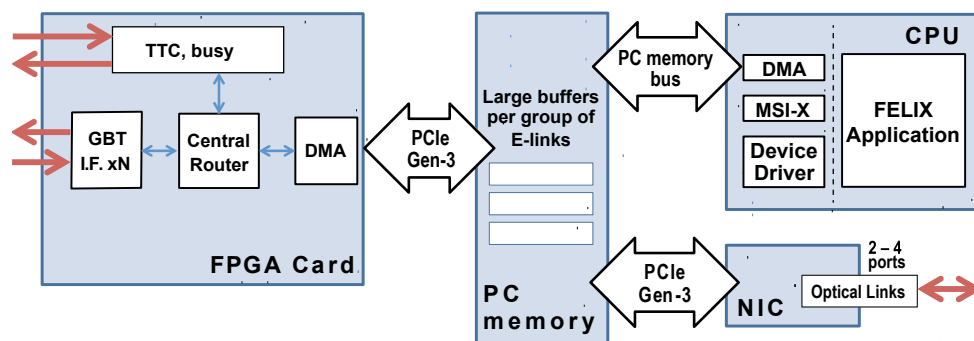 TTC, busy
GBT
I.F. xN
Central
Router
DMA
FPGA Card
PCIe
Gen-3
Large buffers
per group of
E-links
PC
memory
PC memory
bus
CPU
DMA
MSI-X
Device
Driver
FELIX
Application
PCIe
Gen-3
2 – 4
ports
Optical Links
NIC